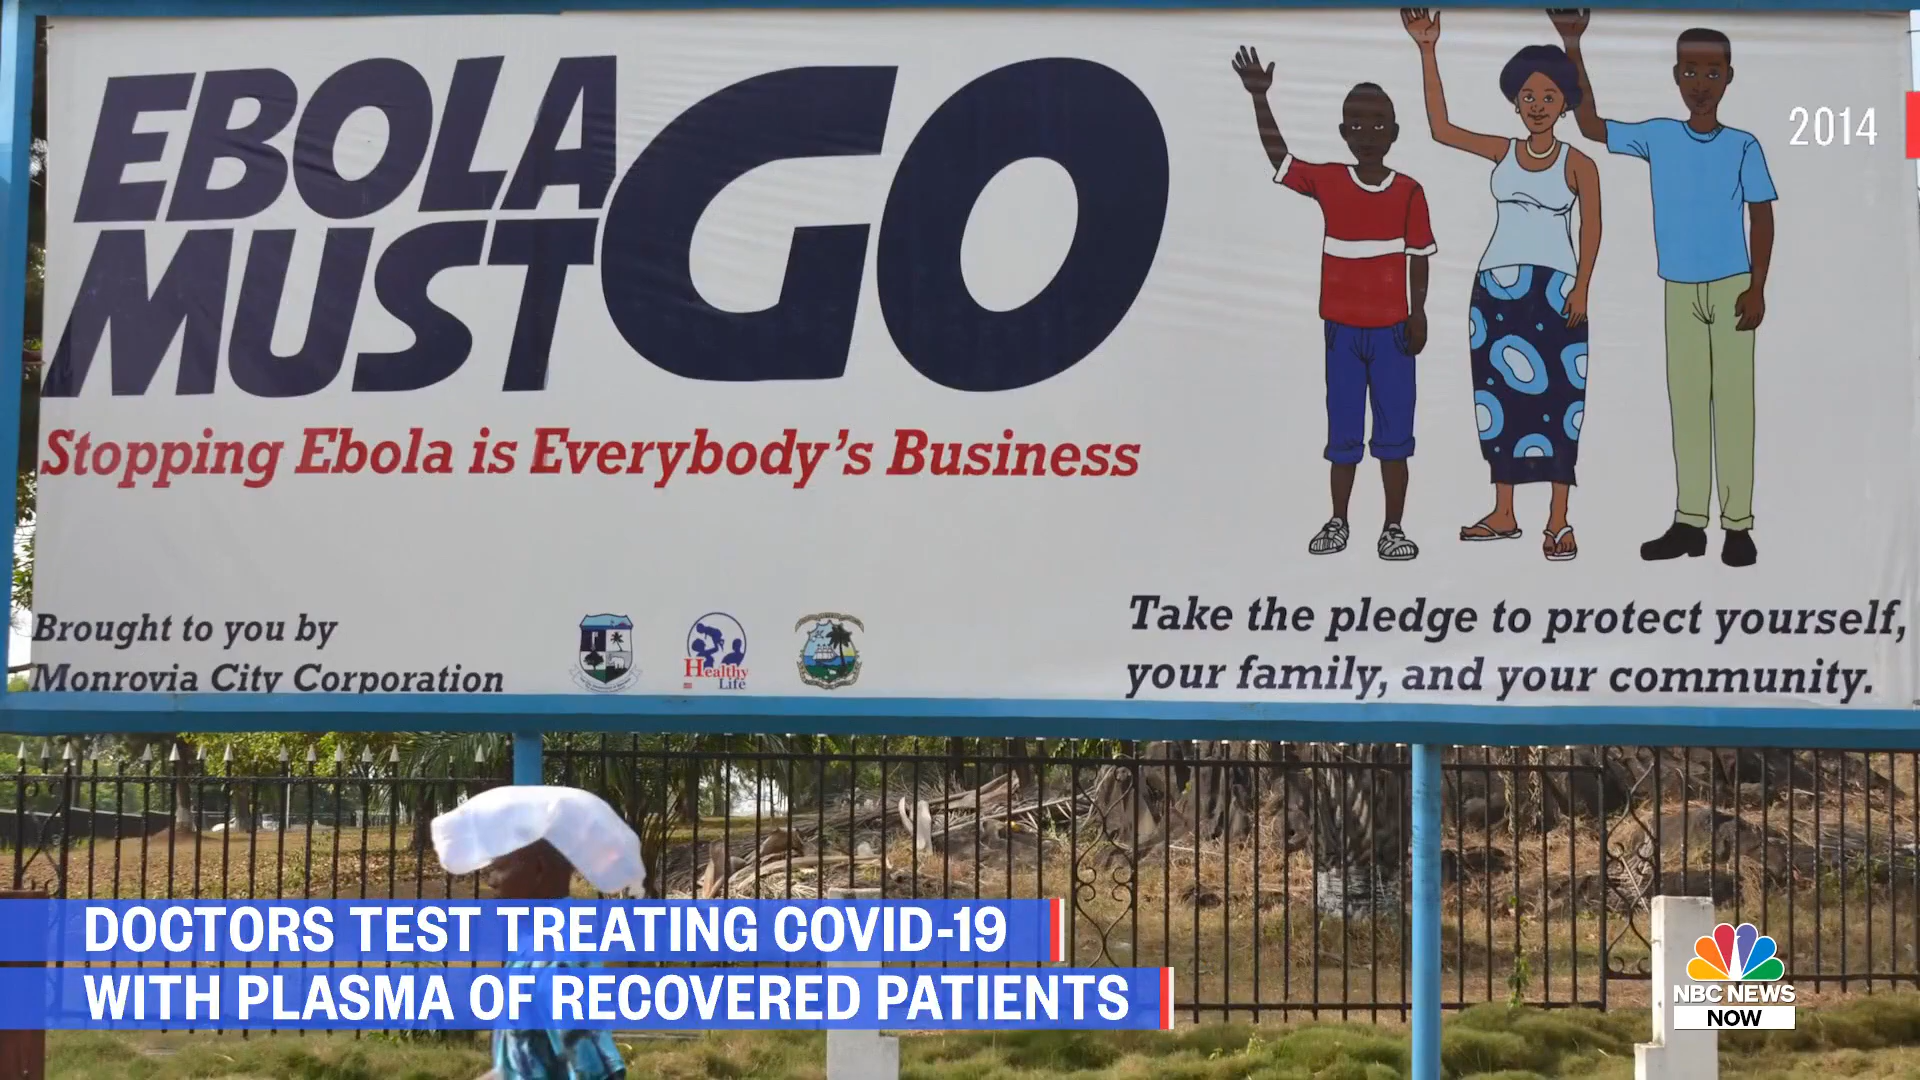 EBOLA
MUST GO
2014
Stopping Ebola is Everybody's Business
Brought to you by
Monrovia City Corporation
Healthy
Life
Take the pledge to protect yourself,
your family, and your community.
DOCTORS TEST TREATING COVID-19
WITH PLASMA OF RECOVERED PATIENTS
NBC NEWS
NOW